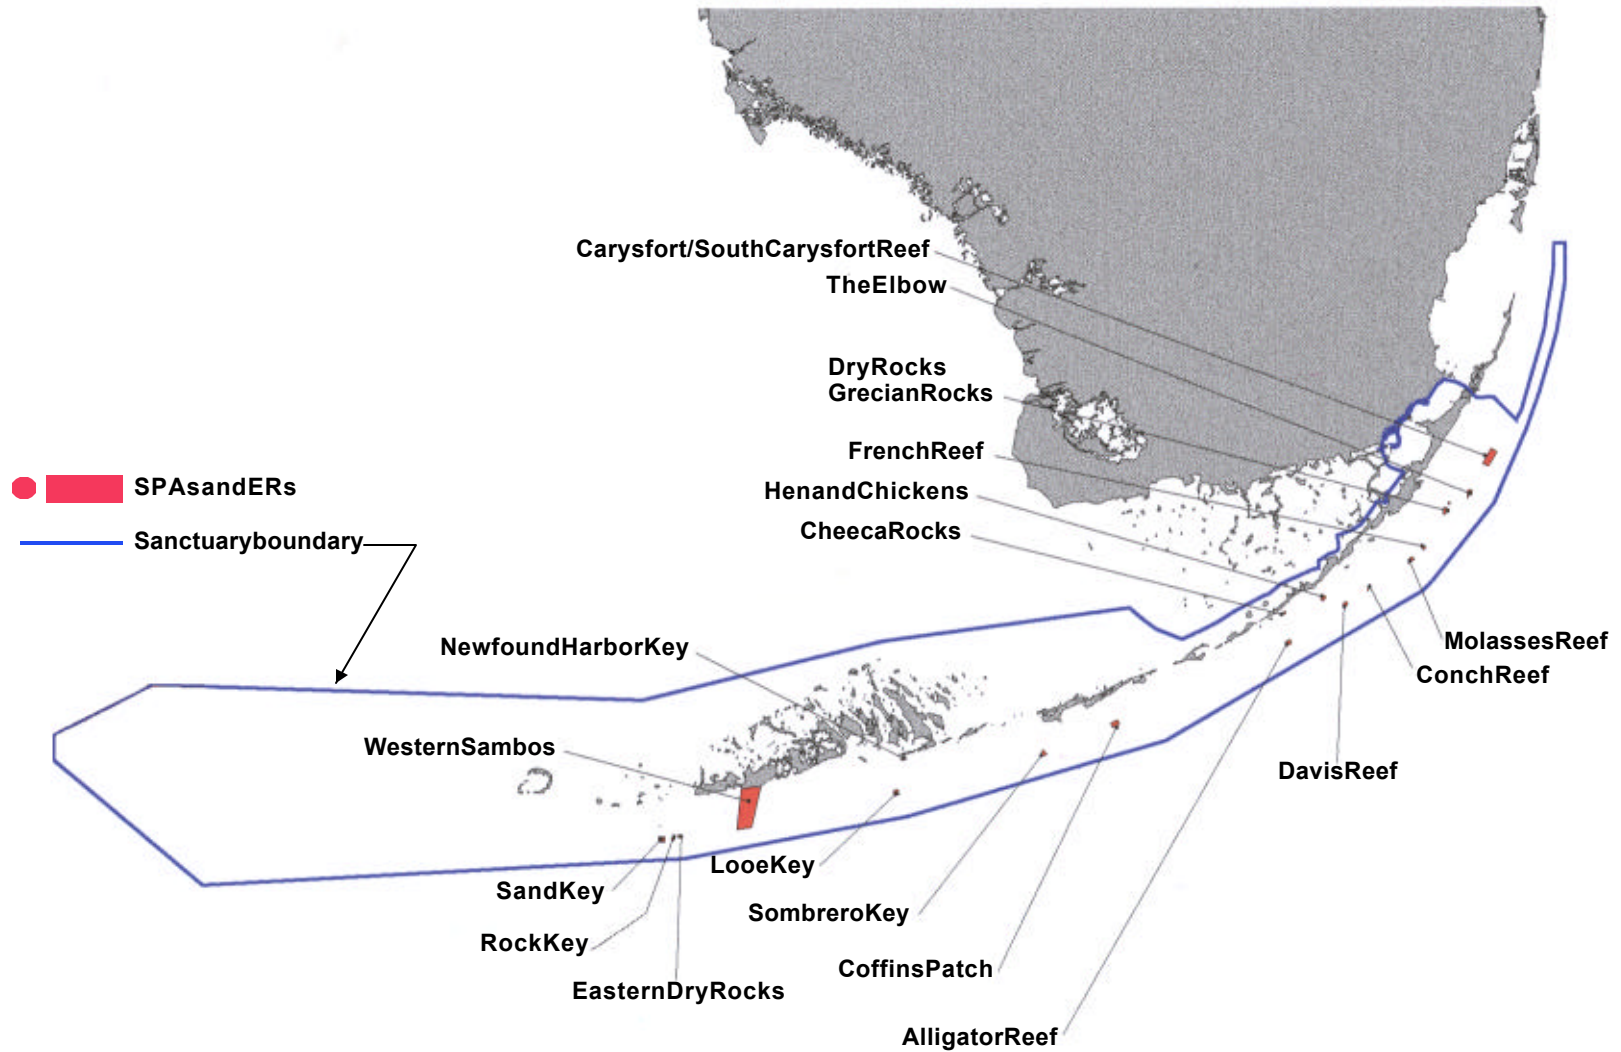 Carysfort/SouthCarysfortReef
TheElbow
DryRocks
GrecianRocks
FrenchReef
HenandChickens
CheecaRocks
SPAsandERs
Sanctuaryboundary
NewfoundHarborKey
WesternSambos
MolassesReef
ConchReef
DavisReef
LooeKey
SandKey
SombreroKey
RockKey
CoffinsPatch
EasternDryRocks
AlligatorReef